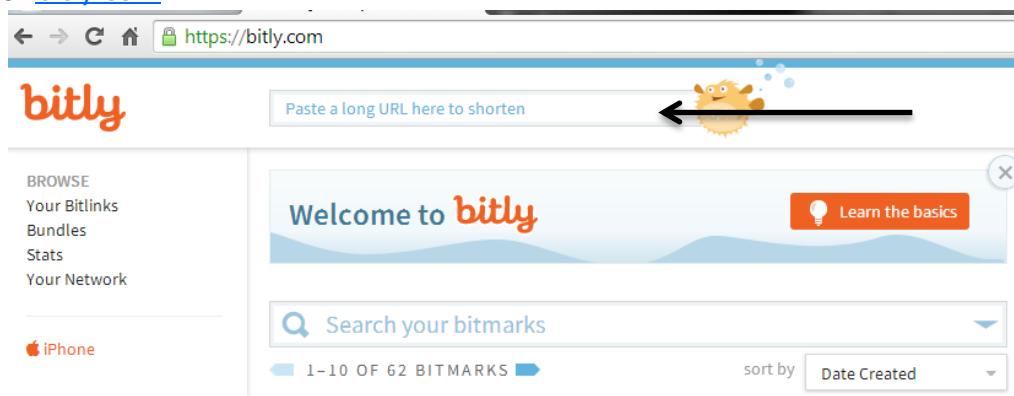 https://bitly.com
bitly
Paste a long URL here to shorten
BROWSE
Your Bitlinks
Bundles
Stats
Your Network
iPhone
Welcome to bitly
Learn the basics
Search your bitmarks
1-10 OF 62 BITMARKS
sort by Date Created